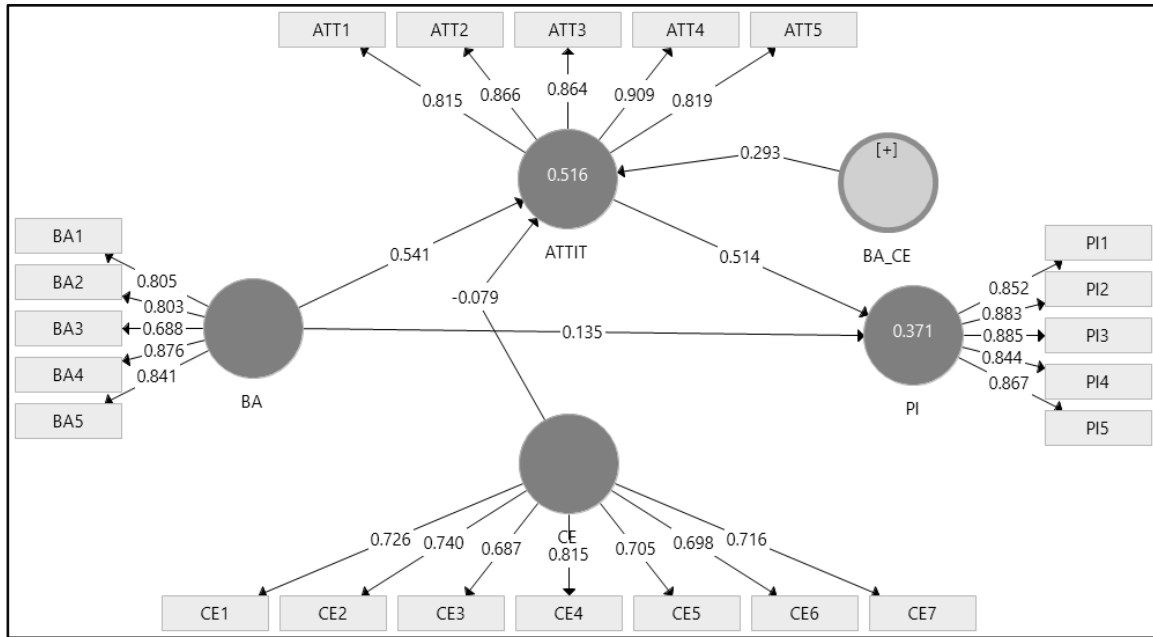 ATT1 ATT2 ATT3 ATT4 ATT5
0.815 0.866 0.864 0.909 0.819
[+]
0.293
0.516
ATTIT
BA_CE
BA1
BA2
BA3
BA4
BA5
0.805
0.803
0.688
0.876
0.841
BA
0.541
-0.079
0.514
0.135
0.371
PI
0.852
0.883
0.885
0.844
0.867
PI1
PI2
PI3
PI4
PI5
CE
0.726 0.740 0.687 0.815 0.705 0.698 0.716
CE1 CE2 CE3 CE4 CE5 CE6 CE7